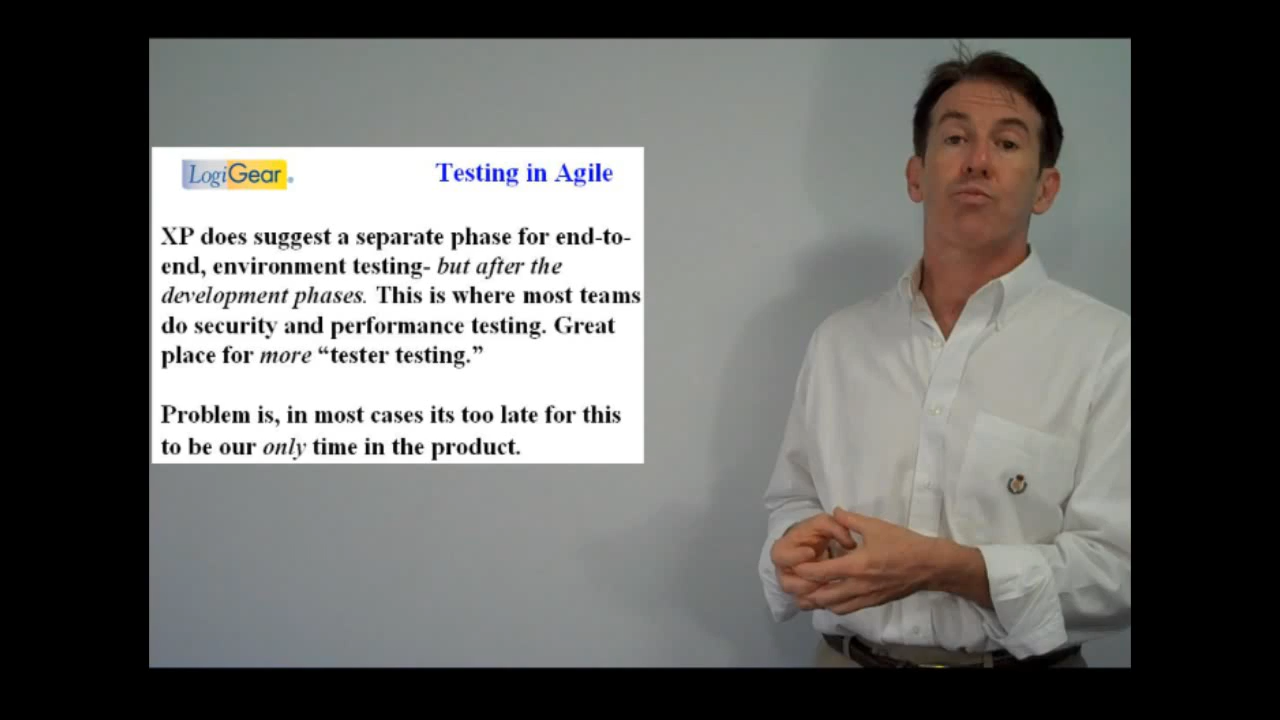 LogiGear
Testing in Agile
XP does suggest a separate phase for end-to-
end, environment testing- but after the
development phases. This is where most teams
do security and performance testing. Great
place for more “tester testing.”
Problem is, in most cases its too late for this
to be our only time in the product.